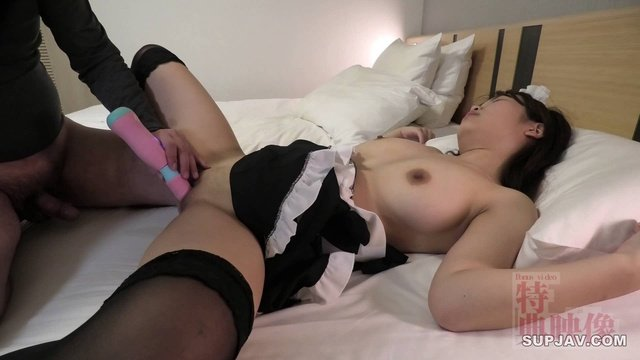 Bonus video
特
典映像
SUPJAV.COM